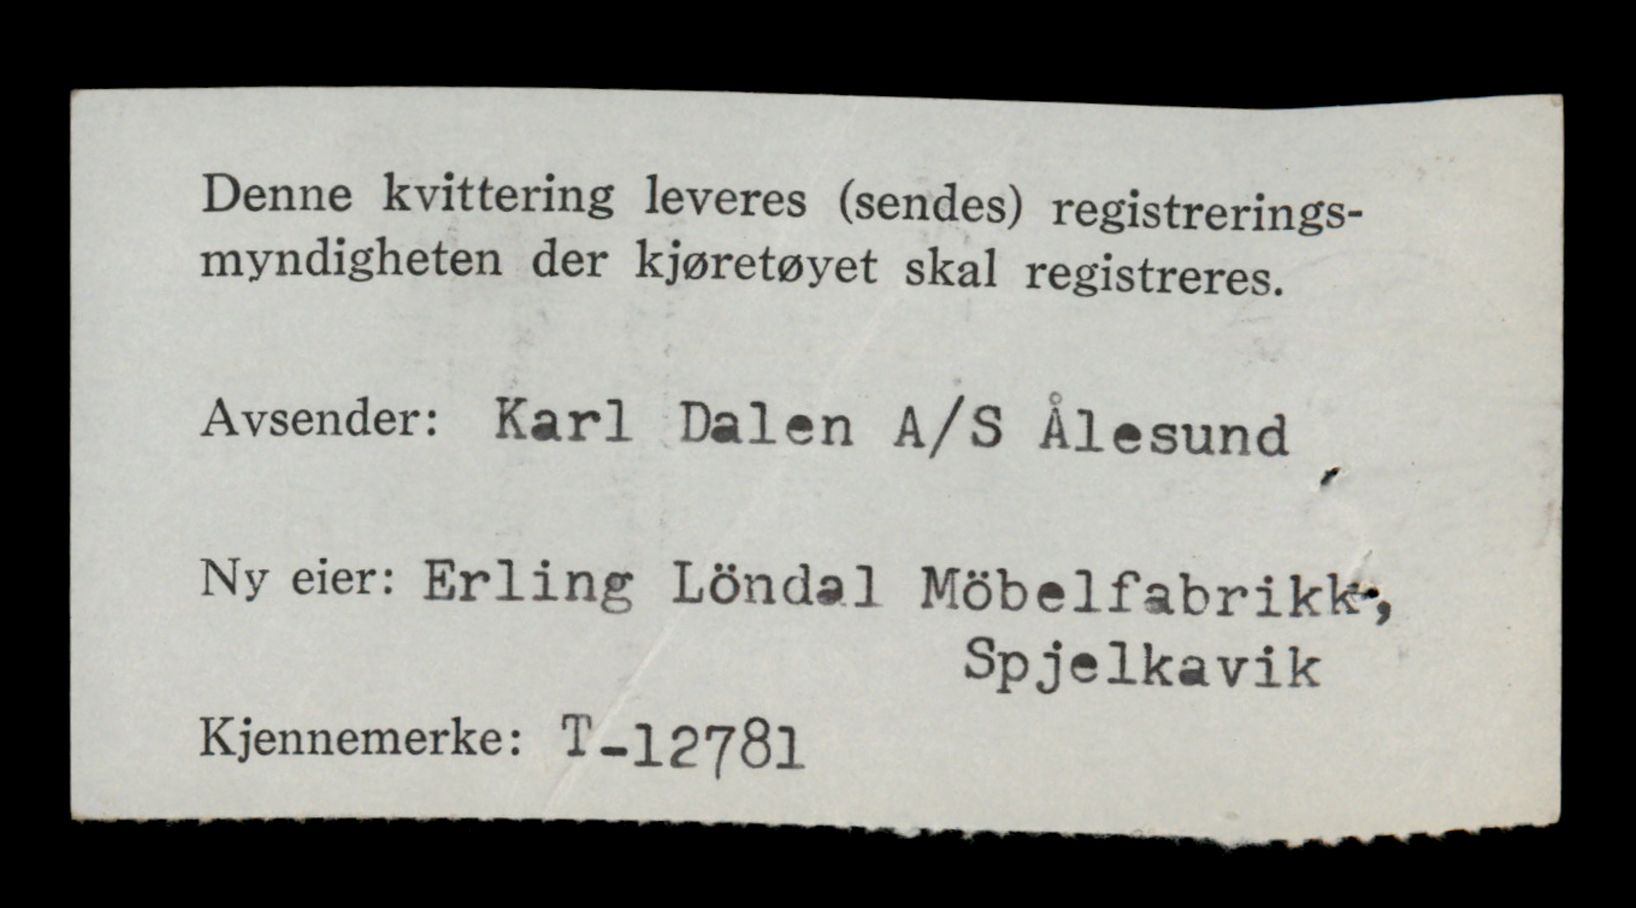 Denne kvittering leveres (sendes) registrerings-
myndigheten der kjøretøyet skal registreres.
Avsender: Karl Dalen A/S Ålesund
Ny eier: Erling Löndal Möbelfabrikk,
Spjelkavik
Kjennemerke: T-12781